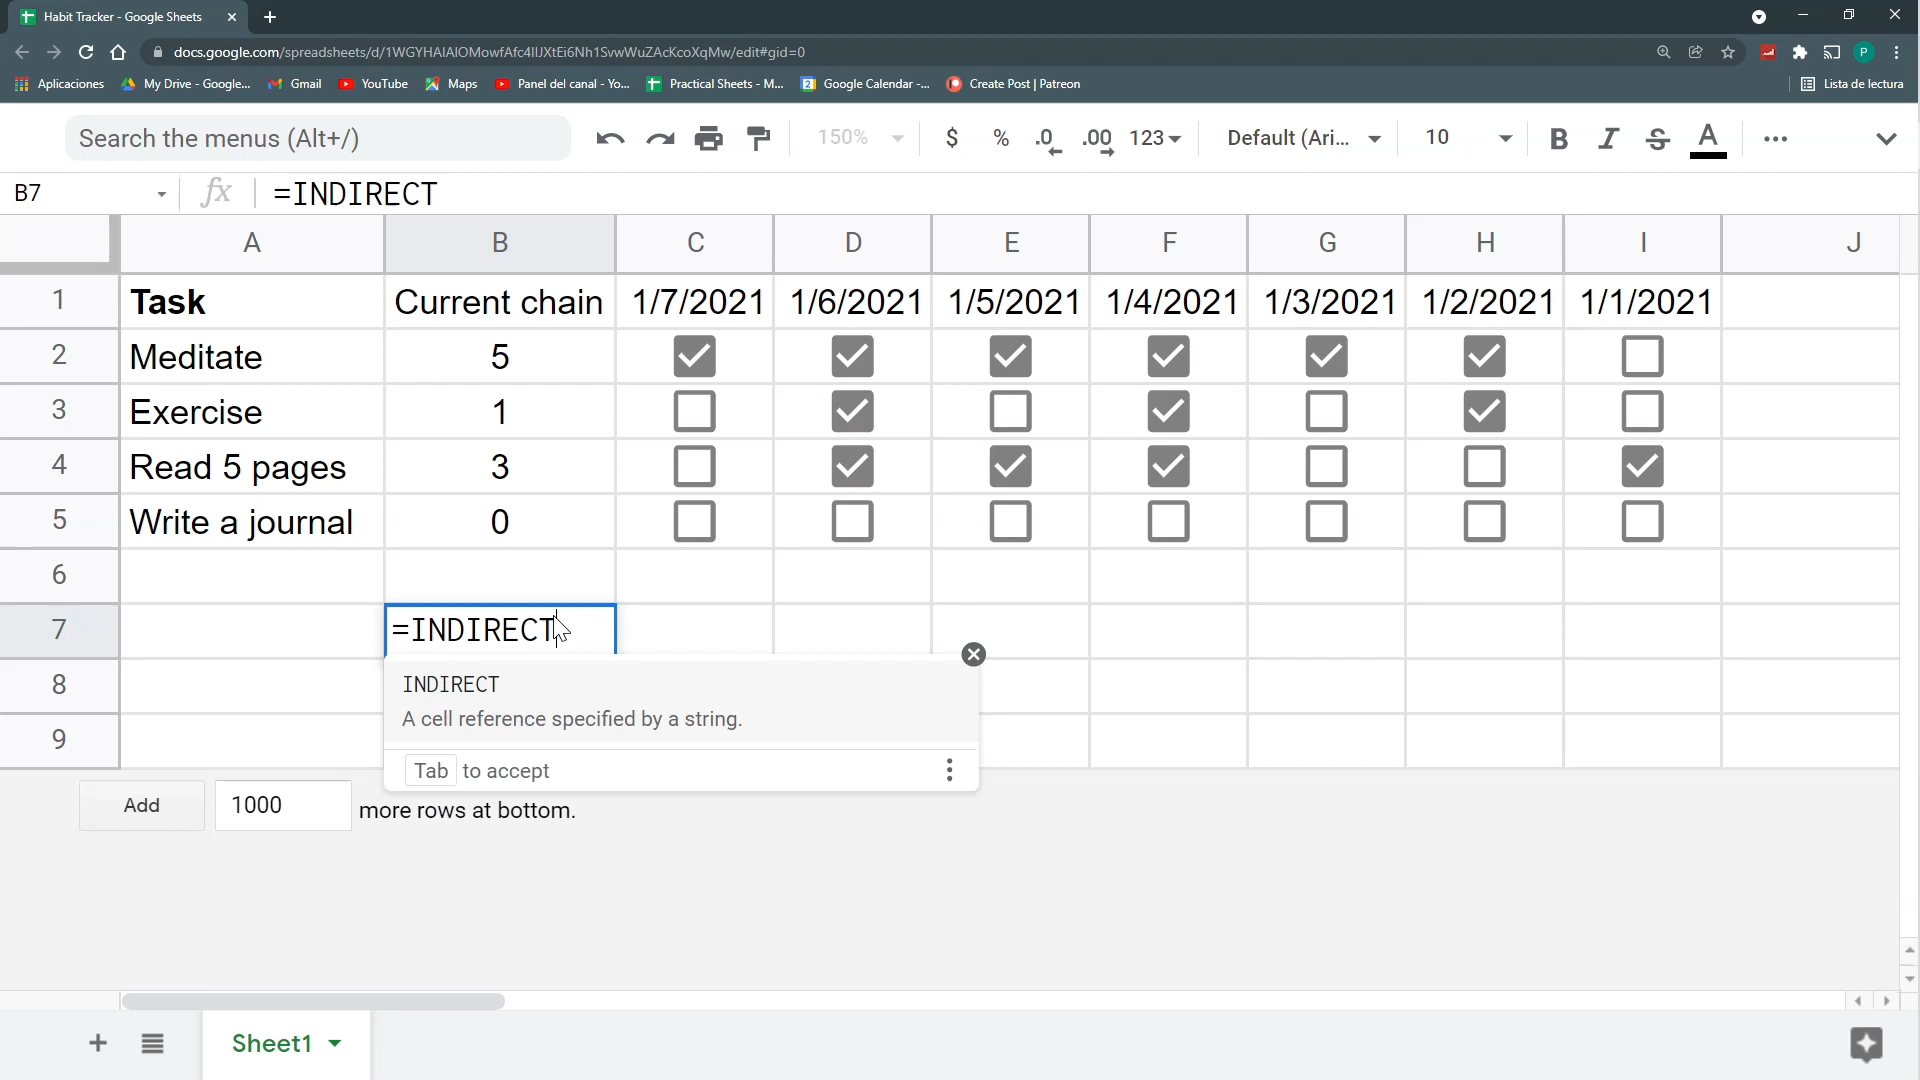 Habit Tracker - Google Sheets
docs.google.com/spreadsheets/d/1WGYHAIAIOMowfAfc4IIJXtEi6Nh1SvwWuZAcKcoXqMw/edit#gid=0
P
Aplicaciones My Drive - Google... Gmail YouTube Maps Panel del canal - Yo... Practical Sheets - M... Google Calendar -... Create Post | Patreon Lista de lectura
Search the menus (Alt+/) 150% $ % .0 .00 123 Default (Ari... 10 B I S A
B7 fx =INDIRECT
A B C D E F G H I J
1 Task Current chain 1/7/2021 1/6/2021 1/5/2021 1/4/2021 1/3/2021 1/2/2021 1/1/2021
2 Meditate 5
3 Exercise 1
4 Read 5 pages 3
5 Write a journal 0
6
7 =INDIRECT
8 INDIRECT
A cell reference specified by a string.
9
Tab to accept
Add 1000 more rows at bottom.
Sheet1